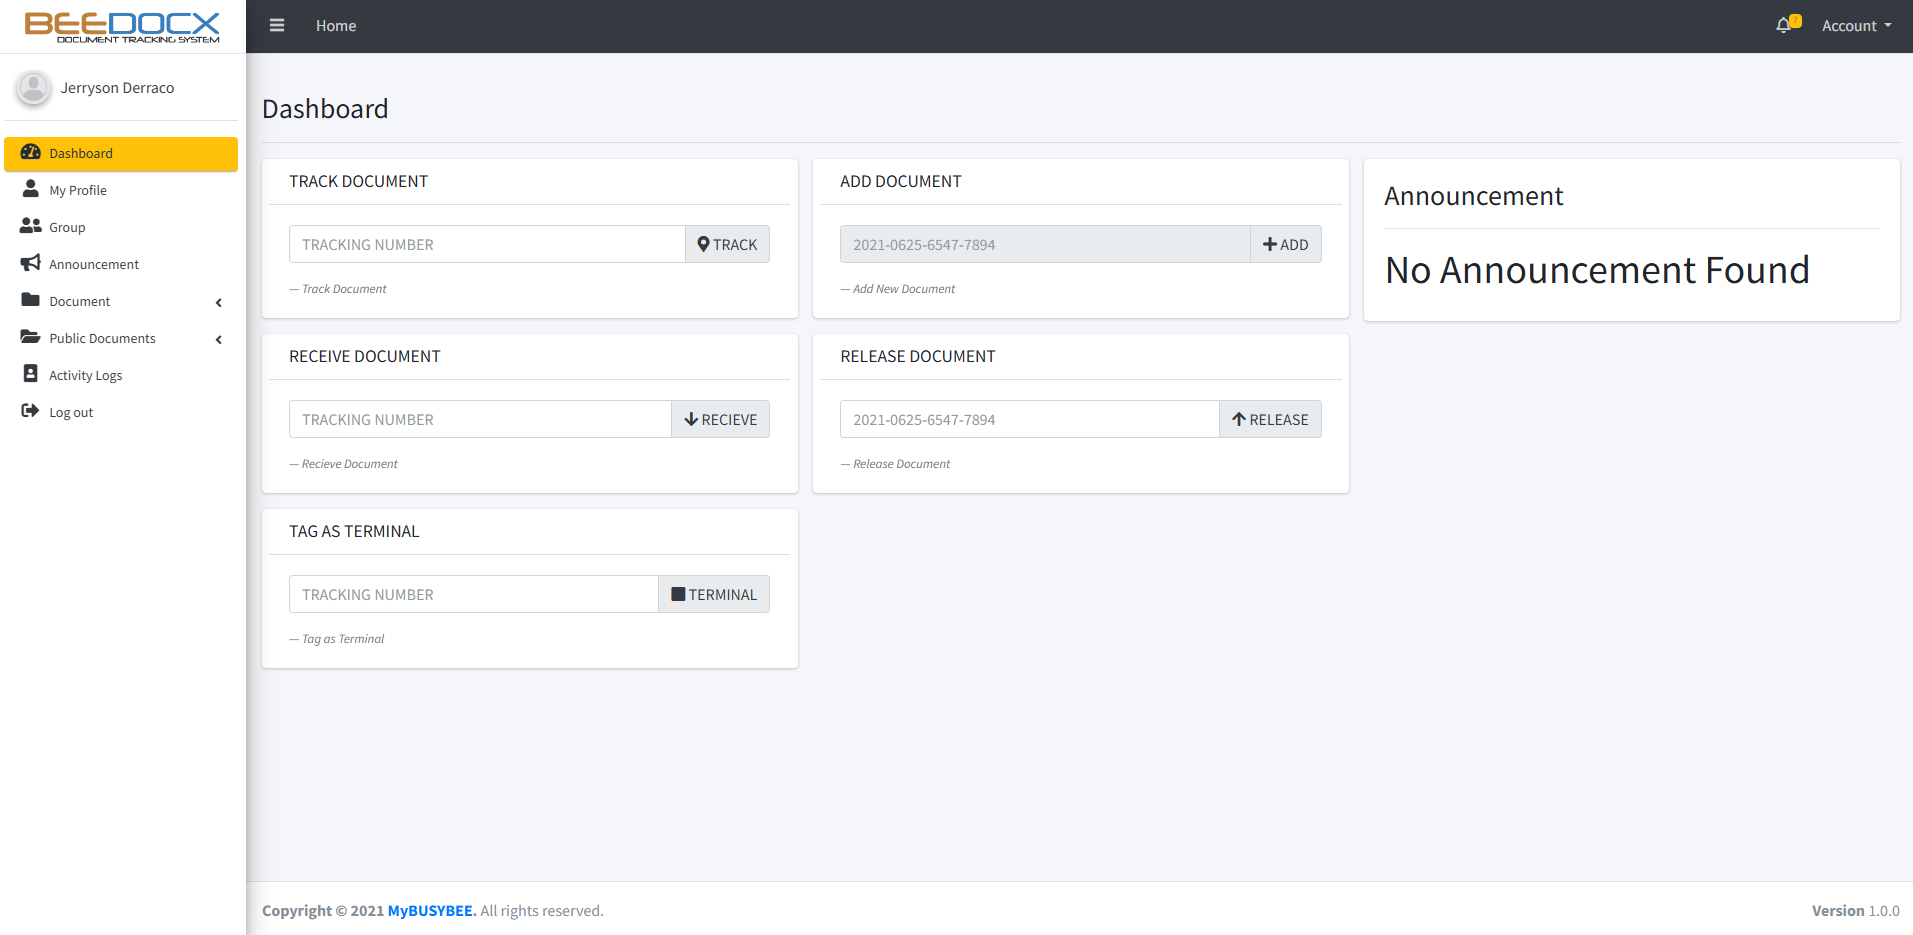 BEEDOCX
DOCUMENT TRACKING SYSTEM
Home
Account
Jerryson Derraco
Dashboard
My Profile
Group
Announcement
Document
Public Documents
Activity Logs
Log out
Dashboard
TRACK DOCUMENT
TRACKING NUMBER
TRACK
— Track Document
ADD DOCUMENT
2021-0625-6547-7894
ADD
— Add New Document
Announcement
No Announcement Found
RECEIVE DOCUMENT
TRACKING NUMBER
RECIEVE
— Recieve Document
RELEASE DOCUMENT
2021-0625-6547-7894
RELEASE
— Release Document
TAG AS TERMINAL
TRACKING NUMBER
TERMINAL
— Tag as Terminal
Copyright © 2021 MyBUSYBEE. All rights reserved.
Version 1.0.0